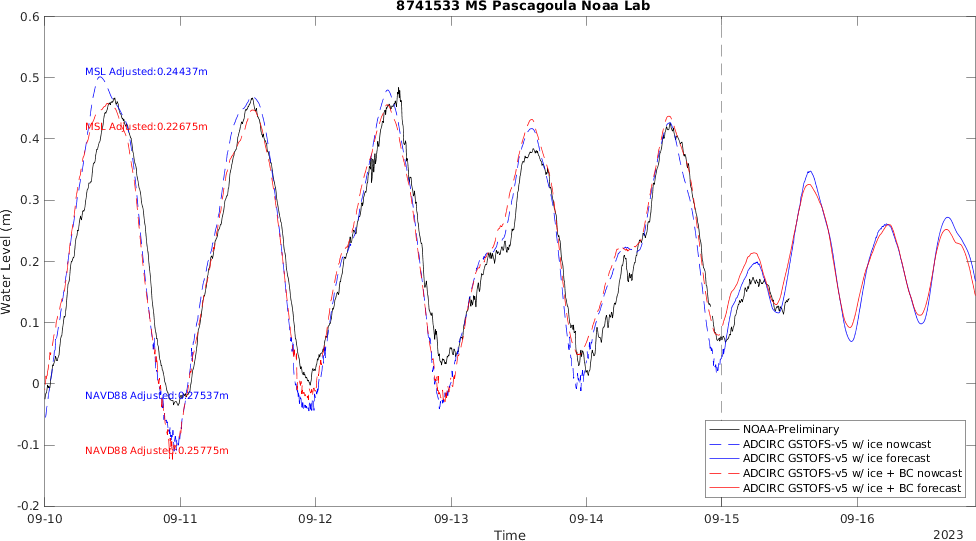 8741533 MS Pascagoula Noaa Lab
0.6
0.5
0.4
0.3
0.2
0.1
0
-0.1
-0.2
Water Level (m)
MSL Adjusted:0.24437m
MSL Adjusted:0.22675m
NAVD88 Adjusted:0.27537m
NAVD88 Adjusted:0.25775m
NOAA-Preliminary
ADCIRC GSTOFS-v5 w/ ice nowcast
ADCIRC GSTOFS-v5 w/ ice forecast
ADCIRC GSTOFS-v5 w/ ice + BC nowcast
ADCIRC GSTOFS-v5 w/ ice + BC forecast
09-10 09-11 09-12 09-13 09-14 09-15 09-16
Time
2023